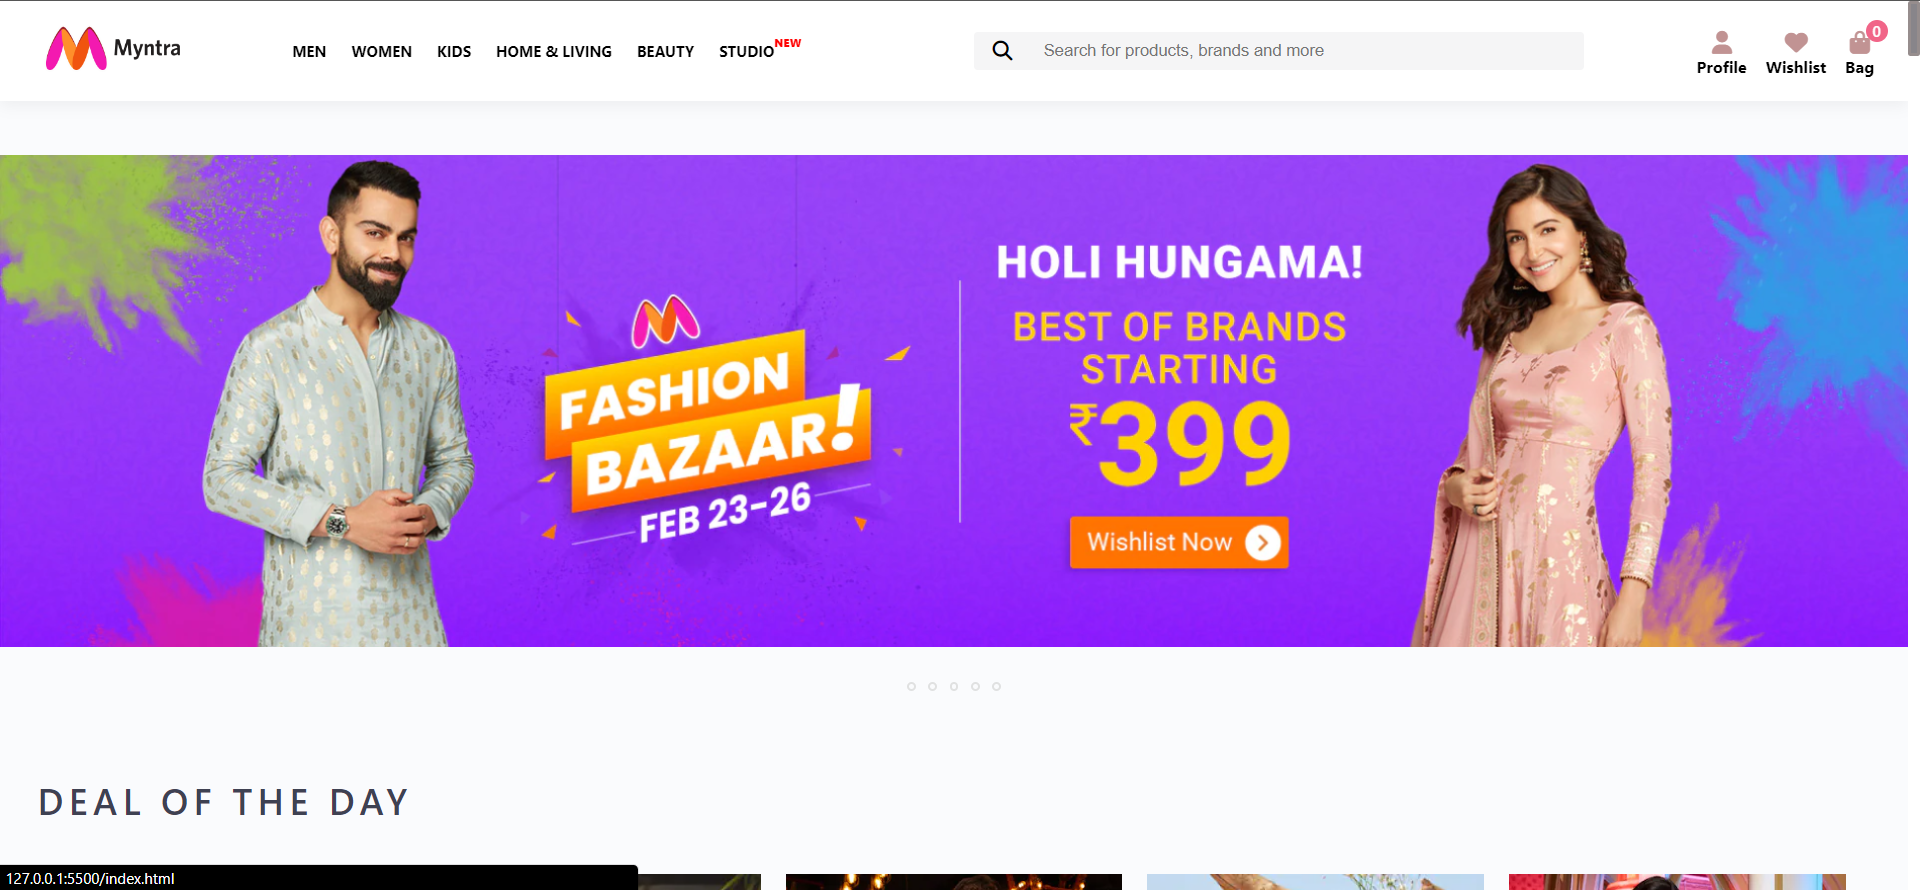 Myntra
MEN WOMEN KIDS HOME & LIVING BEAUTY STUDIO NEW
Search for products, brands and more
Profile Wishlist Bag 0
FASHION
BAZAAR!
FEB 23-26
HOLI HUNGAMA!
BEST OF BRANDS
STARTING
₹399
Wishlist Now
DEAL OF THE DAY
127.0.0.1:5500/index.html